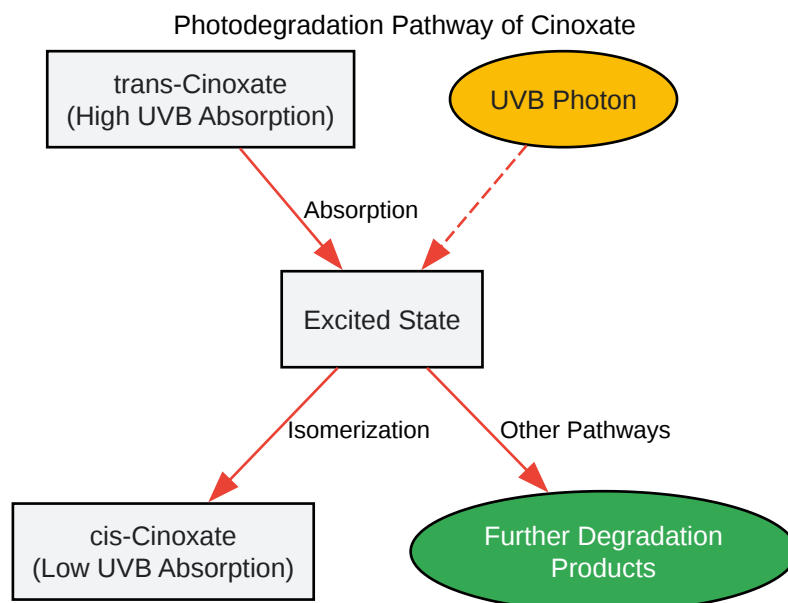 Photodegradation Pathway of Cinoxate
trans-Cinoxate
(High UVB Absorption)
UVB Photon
Absorption
Excited State
Isomerization
Other Pathways
cis-Cinoxate
(Low UVB Absorption)
Further Degradation
Products